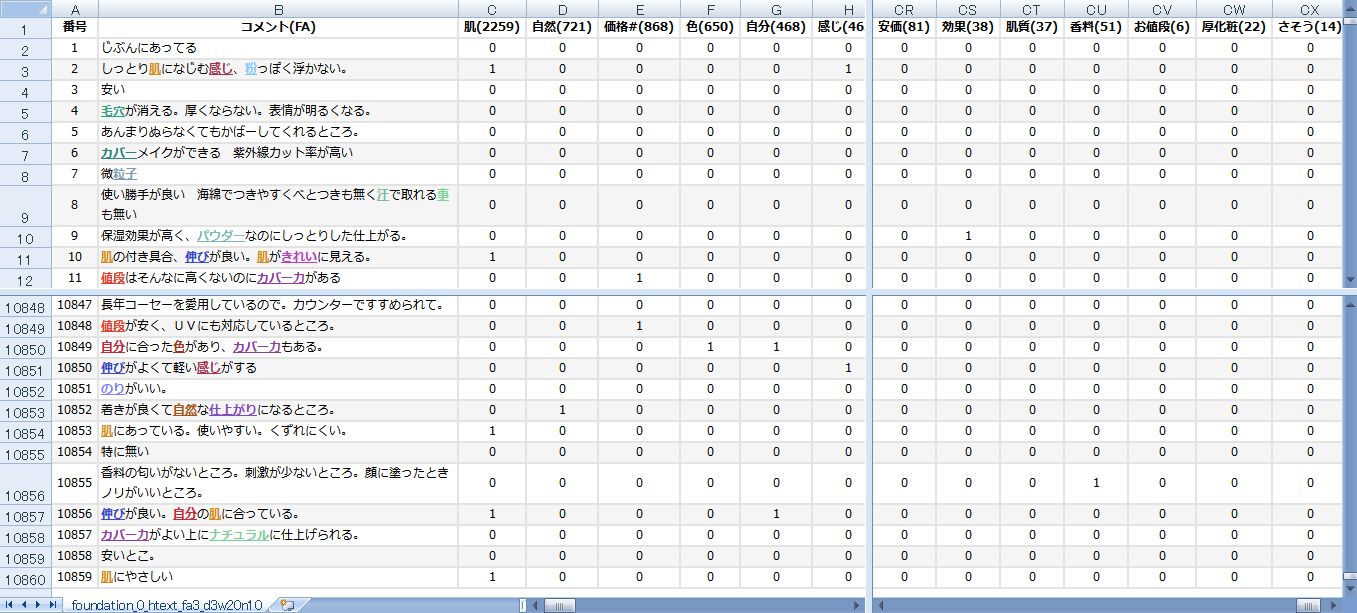 A B C D E F G H CR CS CT CU CV CW CX
1 番号 コメント(FA) 肌(2259) 自然(721) 価格#(868) 色(650) 自分(468) 感じ(46 安価(81) 効果(38) 肌質(37) 香料(51) お値段(6) 厚化粧(22) さそう(14)
2 1 じぶんにあってる 0 0 0 0 0 0 0 0 0 0 0 0 0
3 2 しっとり肌になじむ感じ、粉っぽく浮かない。 1 0 0 0 0 1 0 0 0 0 0 0 0
4 3 安い 0 0 0 0 0 0 0 0 0 0 0 0 0
5 4 毛穴が消える。厚くならない。表情が明るくなる。 0 0 0 0 0 0 0 0 0 0 0 0 0
6 5 あんまりぬらなくてもかばーしてくれるところ。 0 0 0 0 0 0 0 0 0 0 0 0 0
7 6 カバーメイクができる　紫外線カット率が高い 0 0 0 0 0 0 0 0 0 0 0 0 0
8 7 微粒子 0 0 0 0 0 0 0 0 0 0 0 0 0
9 8 使い勝手が良い　海綿でつきやすくべとつきも無く汗で取れる事
も無い 0 0 0 0 0 0 0 0 0 0 0 0 0
10 9 保湿効果が高く、パウダーなのにしっとりした仕上がる。 0 0 0 0 0 0 0 1 0 0 0 0 0
11 10 肌の付き具合、伸びが良い。肌がきれいに見える。 1 0 0 0 0 0 0 0 0 0 0 0 0
12 11 値段はそんなに高くないのにカバー力がある 0 0 1 0 0 0 0 0 0 0 0 0 0
10848 10847 長年コーセーを愛用しているので。カウンターですすめられて。 0 0 0 0 0 0 0 0 0 0 0 0 0
10849 10848 値段が安く、ＵＶにも対応しているところ。 0 0 1 0 0 0 0 0 0 0 0 0 0
10850 10849 自分に合った色があり、カバー力もある。 0 0 0 1 1 0 0 0 0 0 0 0 0
10851 10850 伸びがよくて軽い感じがする 0 0 0 0 0 1 0 0 0 0 0 0 0
10852 10851 のりがいい。 0 0 0 0 0 0 0 0 0 0 0 0 0
10853 10852 着きが良くて自然な仕上がりになるところ。 0 1 0 0 0 0 0 0 0 0 0 0 0
10854 10853 肌にあっている。使いやすい。くずれにくい。 1 0 0 0 0 0 0 0 0 0 0 0 0
10855 10854 特に無い 0 0 0 0 0 0 0 0 0 0 0 0 0
10856 10855 香料の匂いがないところ。刺激が少ないところ。顔に塗ったとき
ノリがいいところ。 0 0 0 0 0 0 0 0 0 1 0 0 0
10857 10856 伸びが良い。自分の肌に合っている。 1 0 0 0 1 0 0 0 0 0 0 0 0
10858 10857 カバー力がよい上にナチュラルに仕上げられる。 0 0 0 0 0 0 0 0 0 0 0 0 0
10859 10858 安いとこ。 0 0 0 0 0 0 0 0 0 0 0 0 0
10860 10859 肌にやさしい 1 0 0 0 0 0 0 0 0 0 0 0 0
foundation_0_htext_fa3_d3w20n10